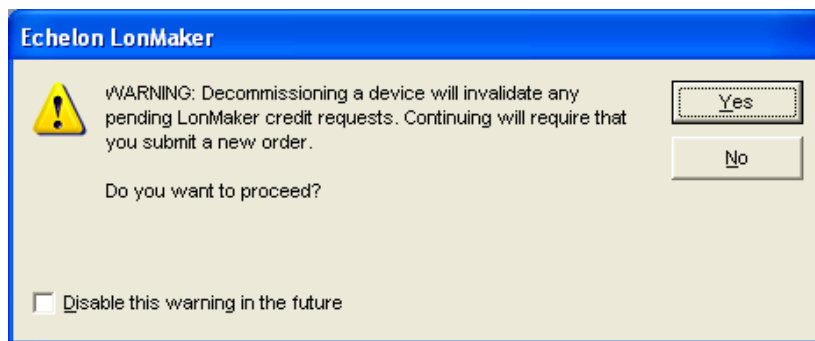 Echelon LonMaker
WARNING: Decommissioning a device will invalidate any
pending LonMaker credit requests. Continuing will require that
you submit a new order.
Do you want to proceed?
Yes
No
Disable this warning in the future